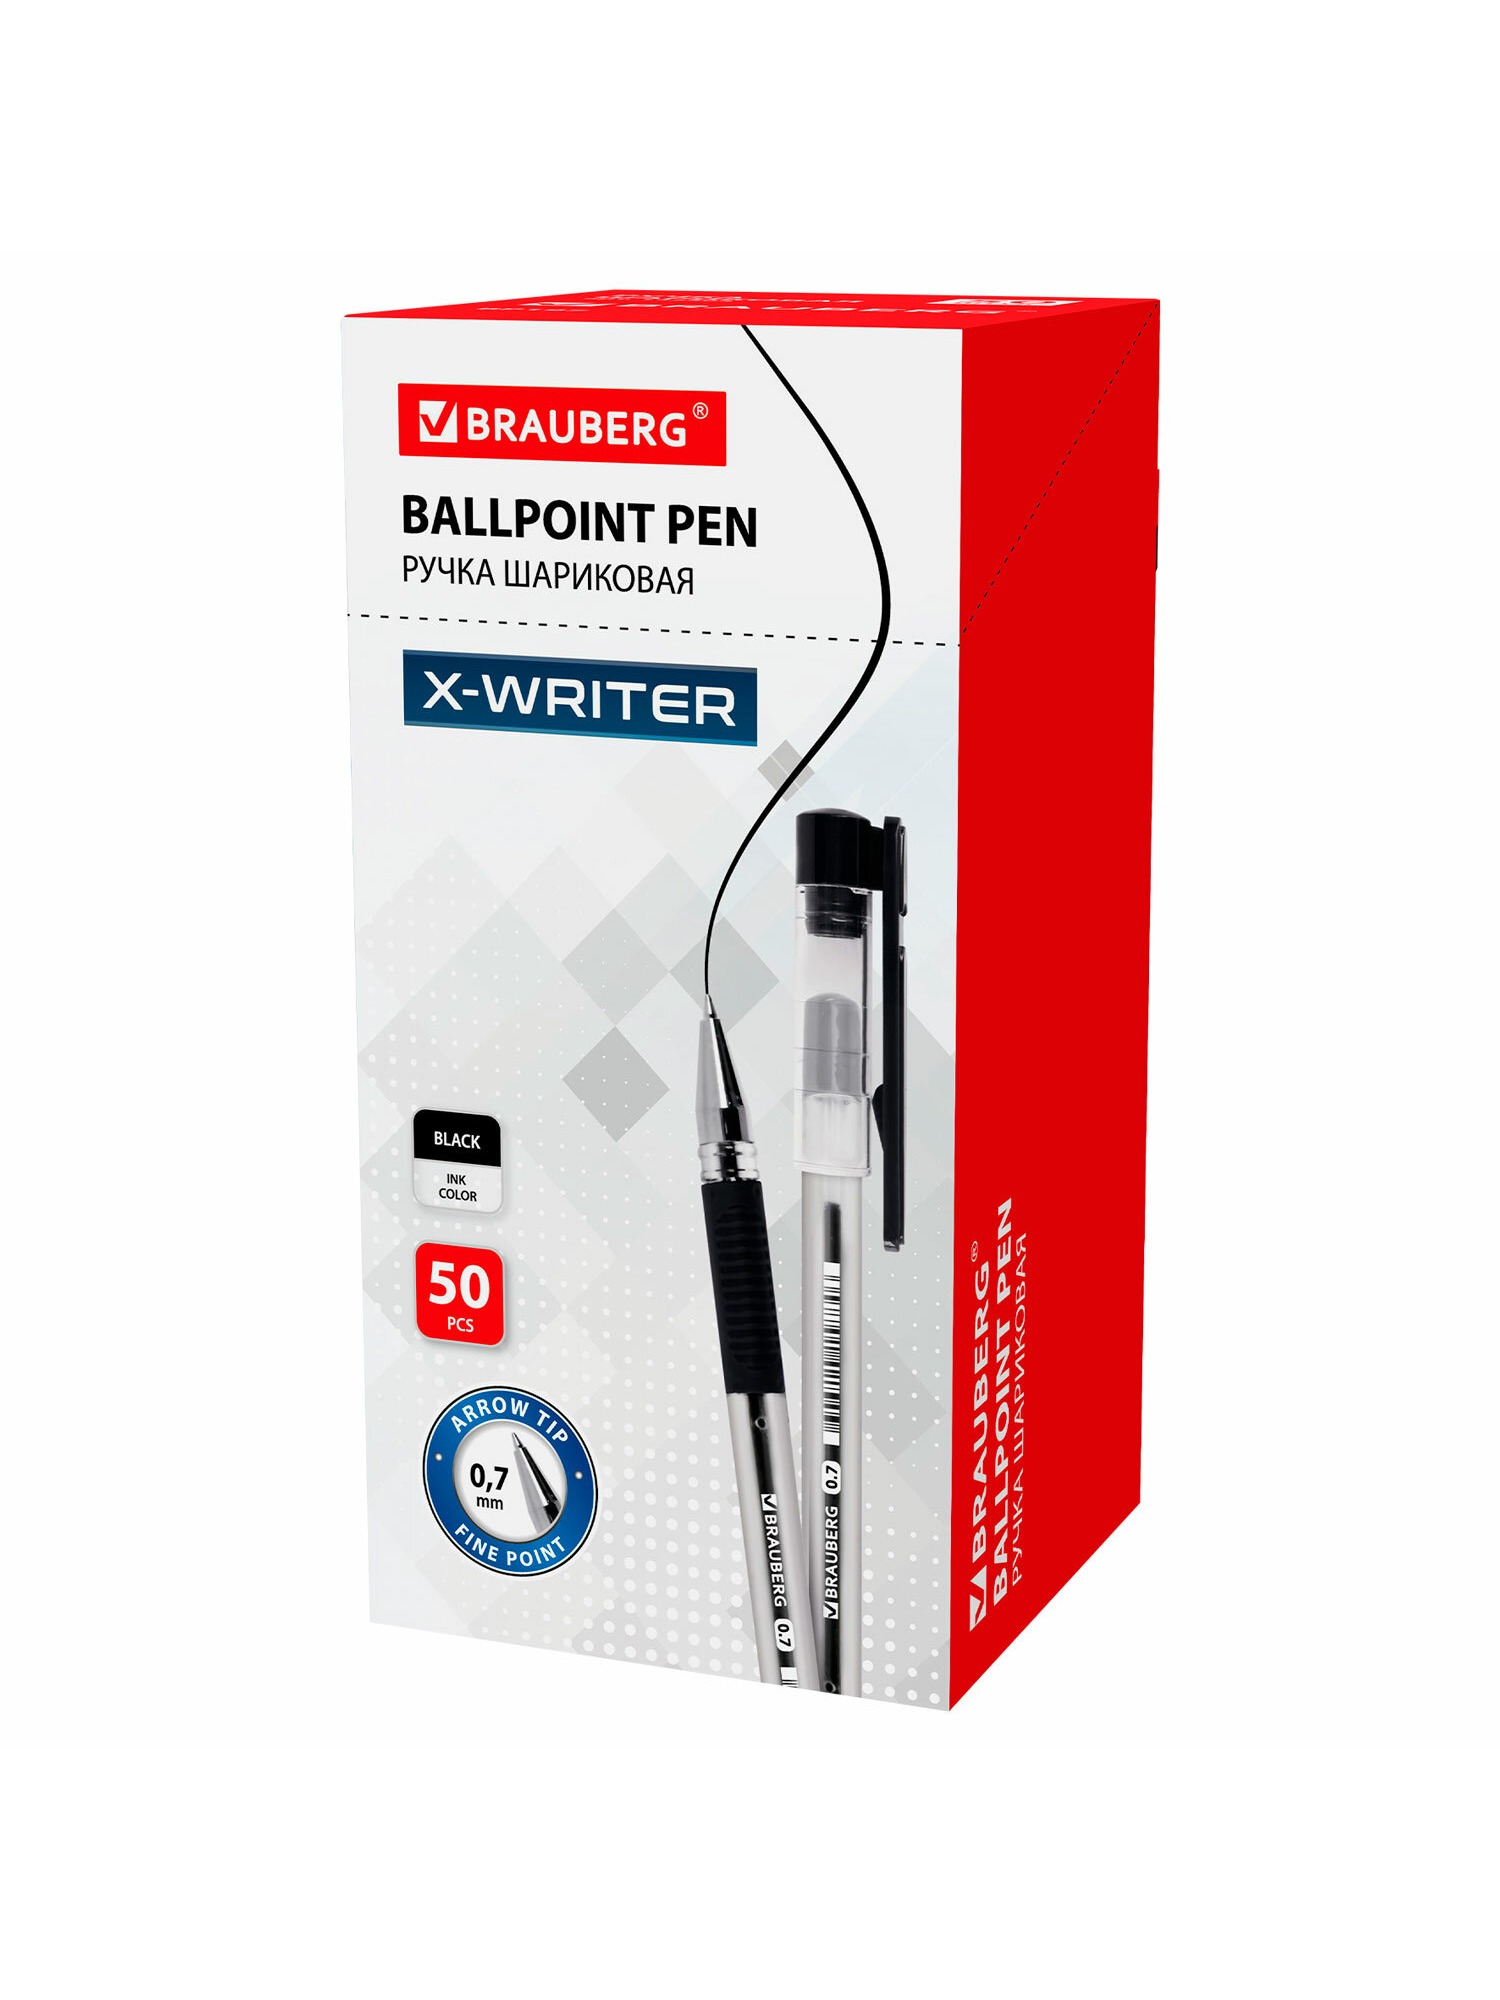 BRAUBERG®
BRAUBERG®
BALLPOINT PEN
РУЧКА ШАРИКОВАЯ
X-WRITER
BLACK
INK
COLOR
50
PCS
ARROW TIP
0,7
mm
FINE POINT
BRAUBERG 0.7
BRAUBERG 0.7
BRAUBERG®
BALLPOINT PEN
РУЧКА ШАРИКОВАЯ